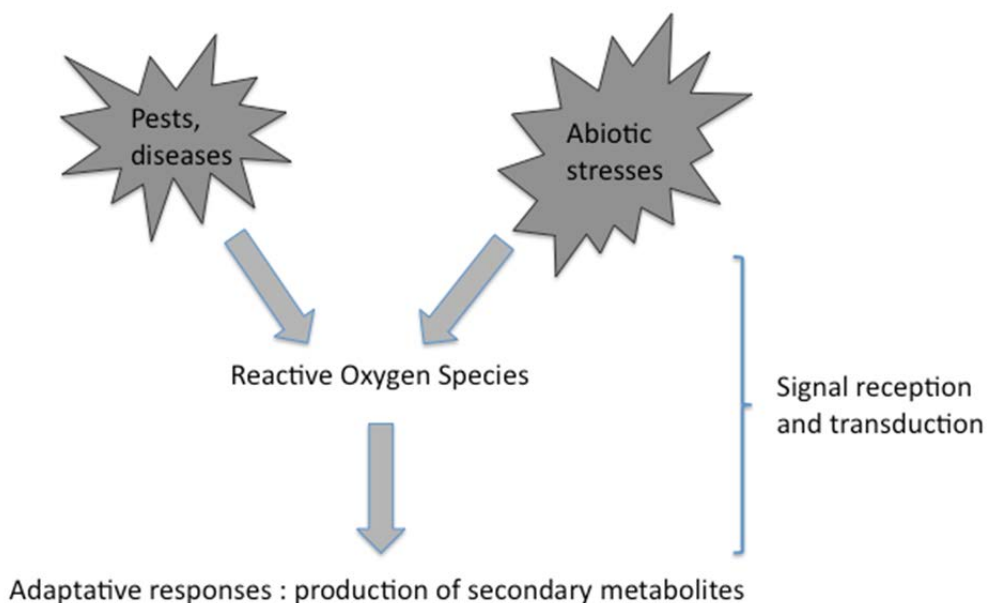 Pests,
diseases
Abiotic
stresses
Reactive Oxygen Species
Signal reception
and transduction
Adaptative responses : production of secondary metabolites